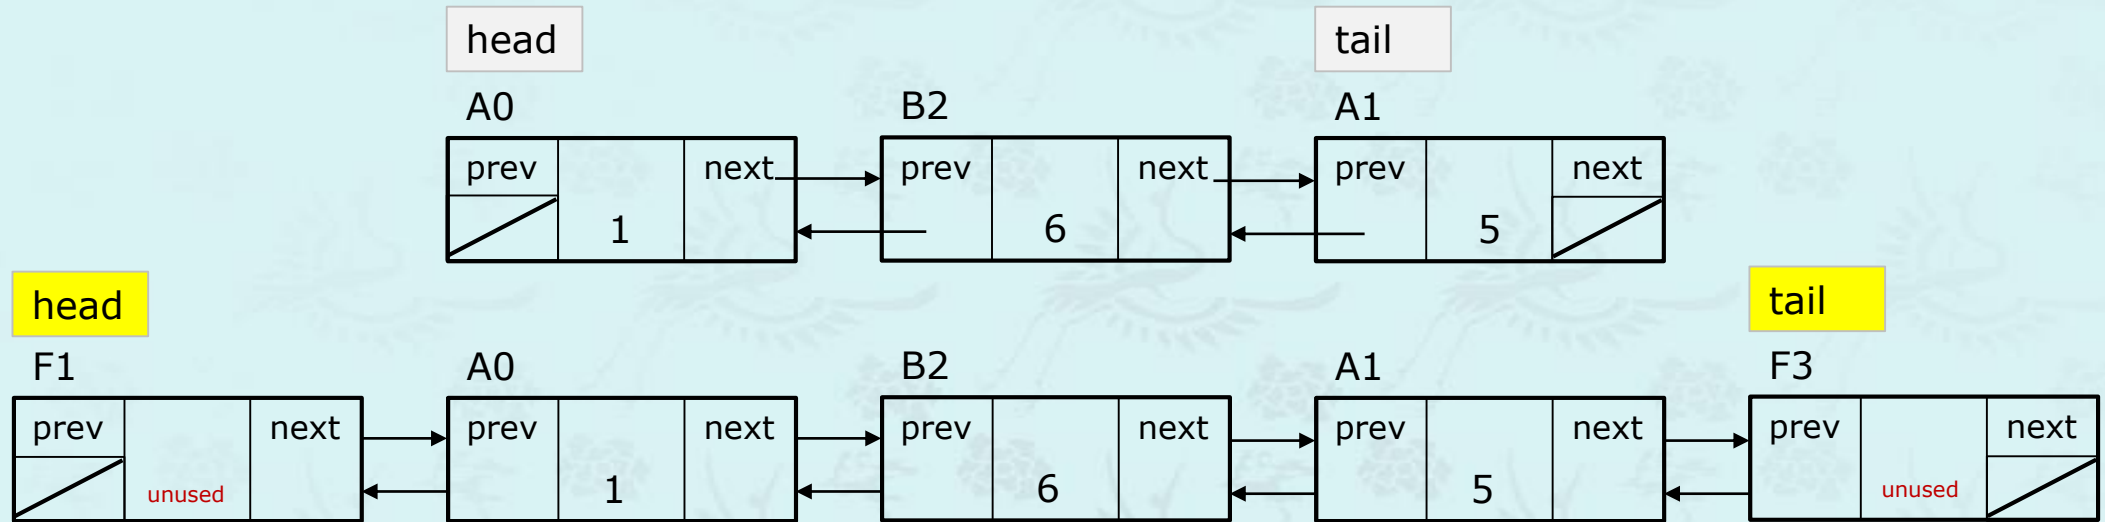 head tail
A0 B2 A1
prev next prev next prev next
1 6 5
head tail
F1 A0 B2 A1 F3
prev next prev next prev next prev next prev next
unused 1 6 5 unused